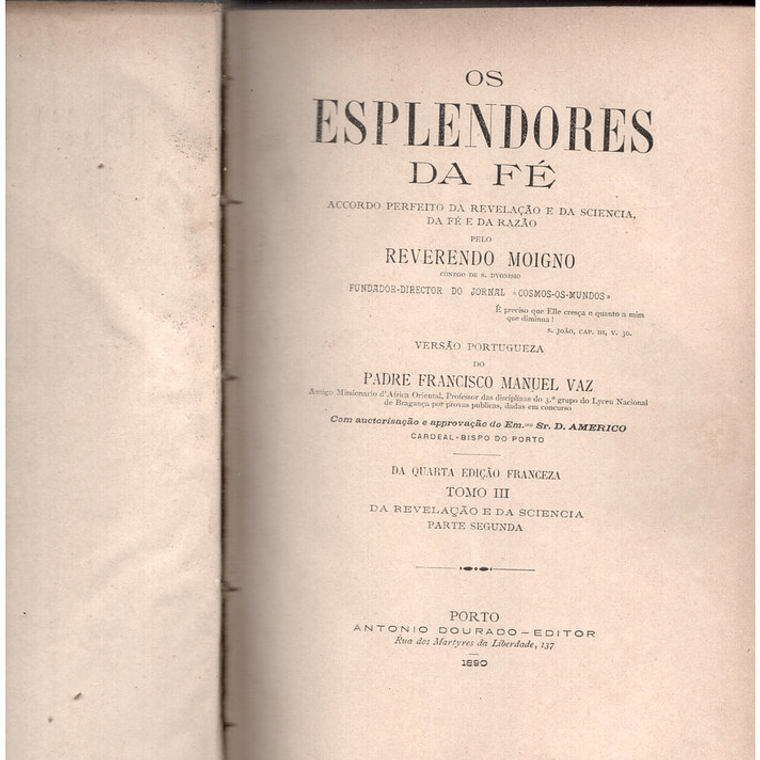 OS
ESPLENDORES
DA FÉ
ACCORDO PERFEITO DA REVELAÇÃO E DA SCIENCIA,
DA FÉ E DA RAZÃO
PELO
REVERENDO MOIGNO
CONEGO DE S. DYONISIO
FUNDADOR-DIRECTOR DO JORNAL «COSMOS-OS-MUNDOS»
É preciso que Elle cresça e quanto a mim
que diminua!
S. JOÃO, CAP. III, V. 30.
VERSÃO PORTUGUEZA
DO
PADRE FRANCISCO MANUEL VAZ
Antigo Missionario d'Africa Oriental, Professor das disciplinas do 3.º grupo do Lyceu Nacional
de Bragança por provas publicas, dadas em concurso
Com auctorisação e approvação do Em.mo Sr. D. AMERICO
CARDEAL-BISPO DO PORTO
DA QUARTA EDIÇÃO FRANCEZA
TOMO III
DA REVELAÇÃO E DA SCIENCIA
PARTE SEGUNDA
PORTO
ANTONIO DOURADO—EDITOR
Rua dos Martyres da Liberdade, 137
1890